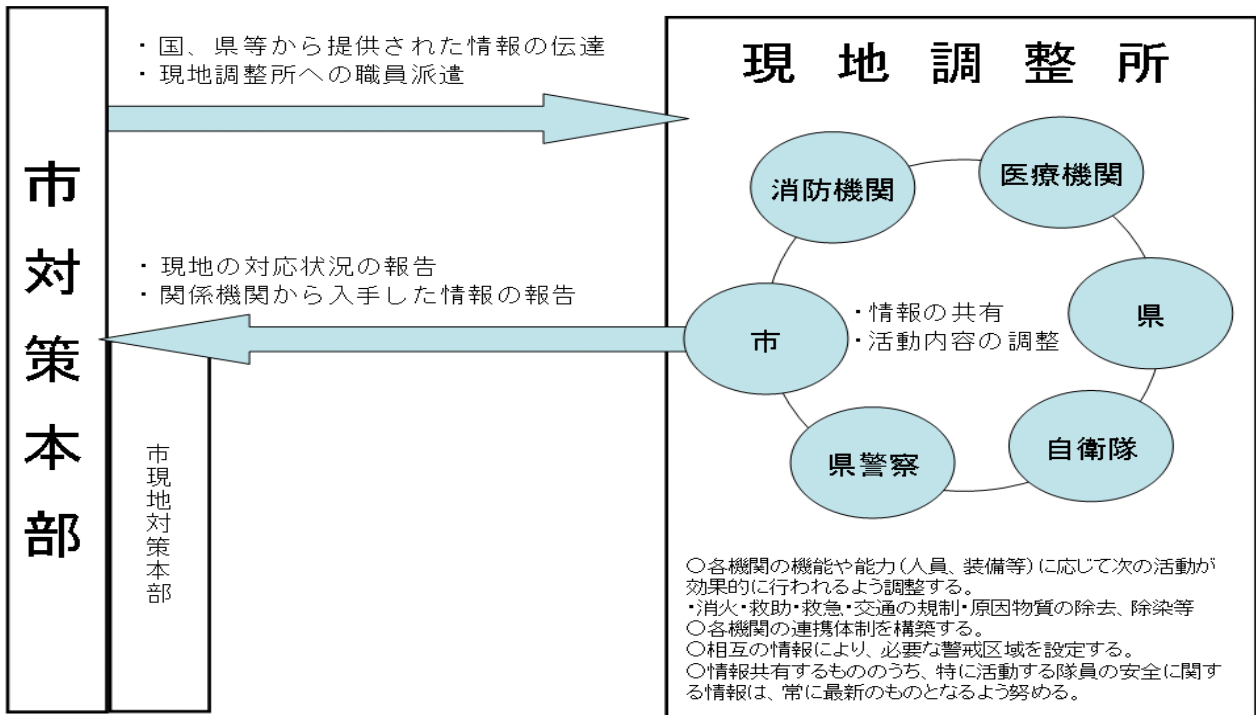 市対策本部
・国、県等から提供された情報の伝達
・現地調整所への職員派遣
・現地の対応状況の報告
・関係機関から入手した情報の報告
市現地対策本部
現地調整所
消防機関
医療機関
市
・情報の共有
・活動内容の調整
県
県警察
自衛隊
○各機関の機能や能力(人員、装備等)に応じて次の活動が
効果的に行われるよう調整する。
・消火・救助・救急・交通の規制・原因物質の除去、除染等
○各機関の連携体制を構築する。
○相互の情報により、必要な警戒区域を設定する。
○情報共有するもののうち、特に活動する隊員の安全に関す
る情報は、常に最新のものとなるよう努める。